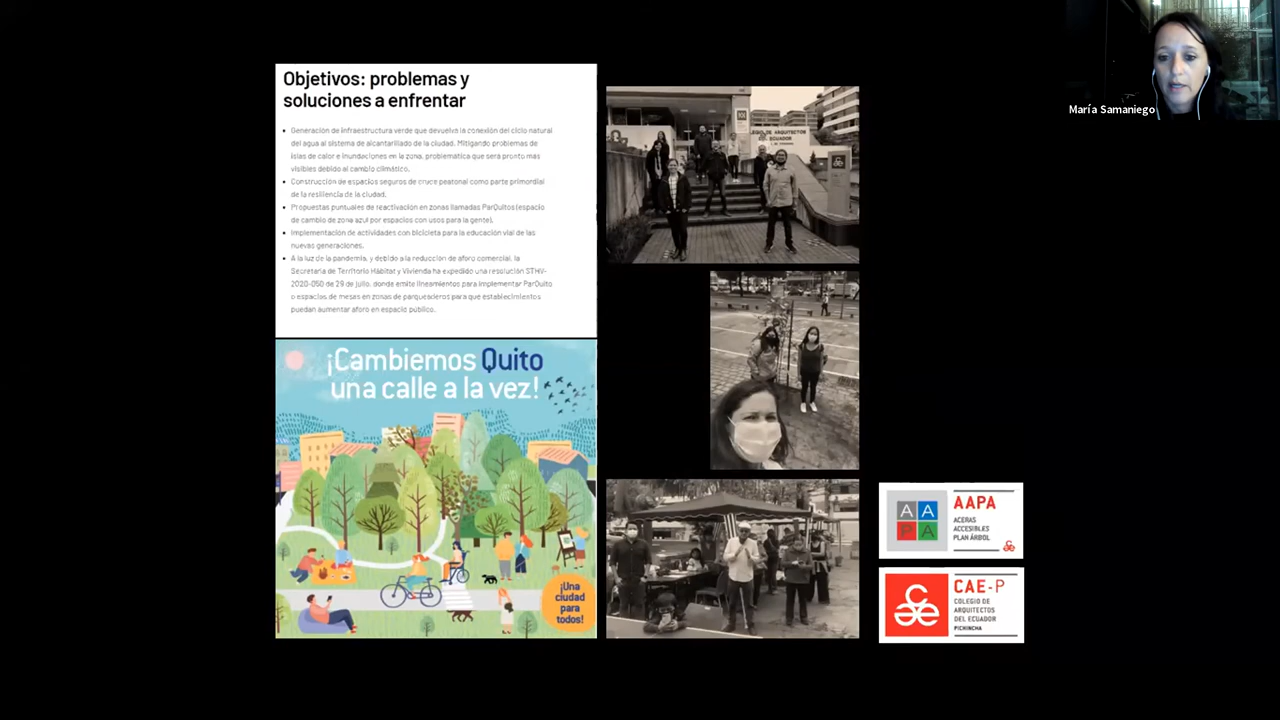 Objetivos: problemas y
soluciones a enfrentar
Generación de infraestructura verde que devuelva la conexión del ciclo natural
del agua al sistema de alcantarillado de la ciudad. Mitigando problemas de
islas de calor e inundaciones en la zona, problemática que sera pronto más
visibles debido al cambio climático.
Construcción de espacios seguros de cruce peatonal como parte primordial
de la resiliencia de la ciudad.
Propuestas puntuales de reactivación en zonas llamadas ParQuitos (espacio
de cambio de zona azul por espacios con usos para la gente).
Implementación de actividades con bicicleta para la educación vial de las
nuevas generaciones.
A la luz de la pandemia, y debido a la reducción de aforo comercial, la
Secretaria de Territorio Hábitat y Vivienda ha expedido una resolución STHV-
2020-050 de 29 de julio, donde emite lineamientos para implementar ParQuito
o espacios de mesas en zonas de parqueaderos para que establecimientos
puedan aumentar aforo en espacio público.
¡Cambiemos Quito
una calle a la vez!
¡Una
ciudad
para
todos!
DE ARQUITECTOS
María Samaniego
AAPA
AAPA
ACERAS
ACCESIBLES
PLAN ÁRBOL
CAE-P
COLEGIO DE
ARQUITECTOS
DEL ECUADOR
PICHINCHA